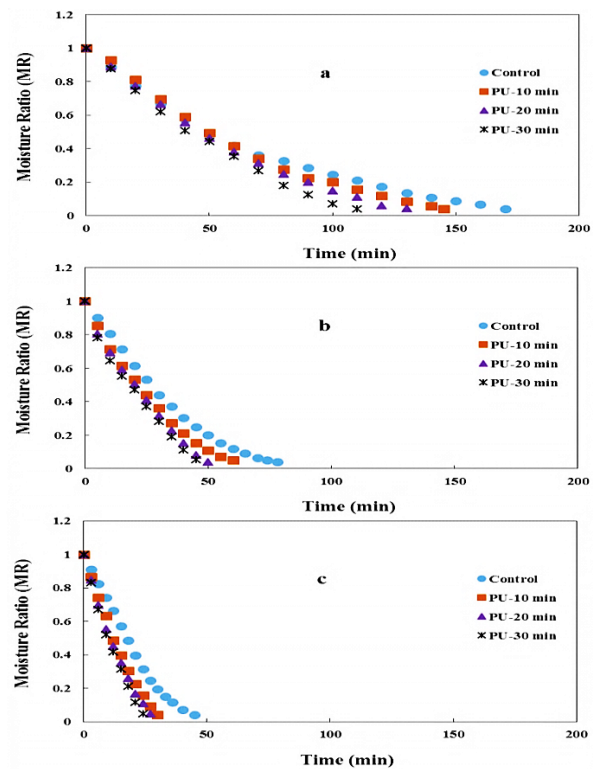 1.2
1
0.8
0.6
0.4
0.2
0
Moisture Ratio (MR)
a
Control
PU-10 min
PU-20 min
PU-30 min
0 50 100 150 200
Time (min)
1.2
1
0.8
0.6
0.4
0.2
0
Moisture Ratio (MR)
b
Control
PU-10 min
PU-20 min
PU-30 min
0 50 100 150 200
Time (min)
1.2
1
0.8
0.6
0.4
0.2
0
Moisture Ratio (MR)
c
Control
PU-10 min
PU-20 min
PU-30 min
0 50 100 150 200
Time (min)